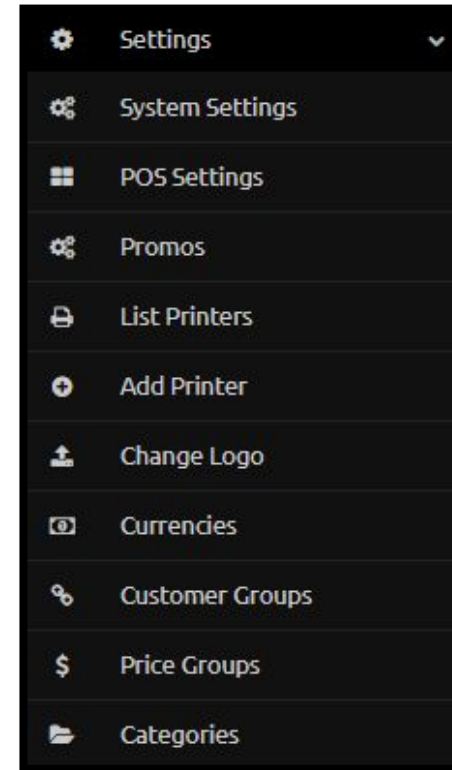 Settings
System Settings
POS Settings
Promos
List Printers
Add Printer
Change Logo
Currencies
Customer Groups
$ Price Groups
Categories